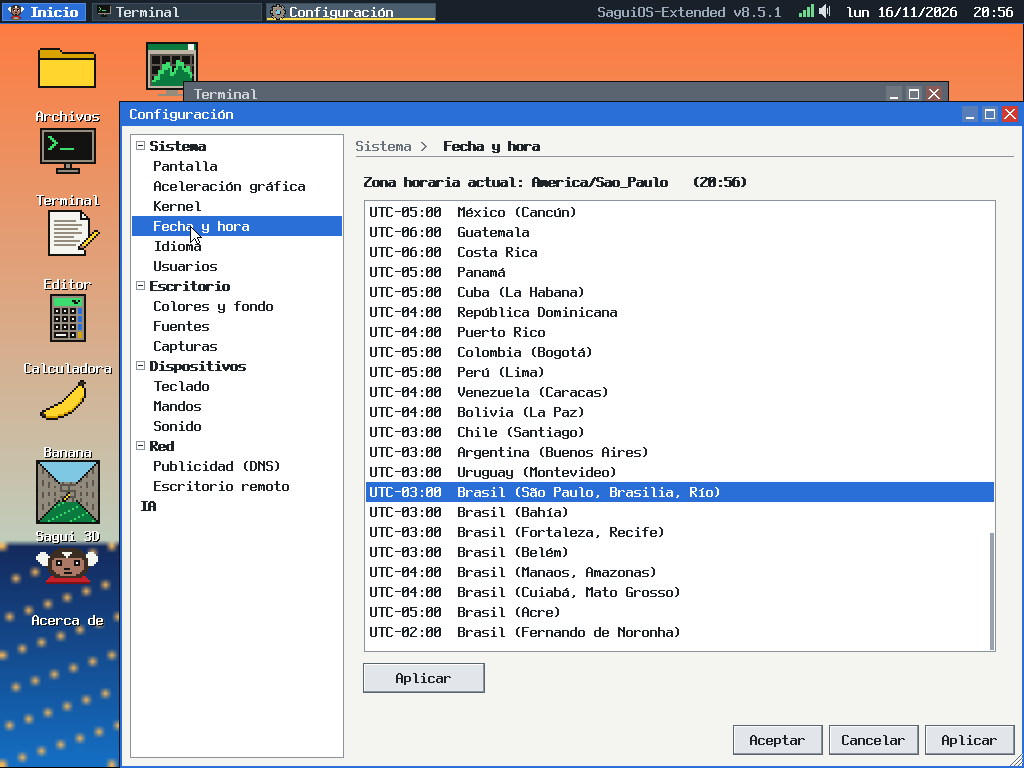 Inicio
Terminal
Configuración
SaguiOS-Extended v8.5.1
lun 16/11/2026
20:56
Archivos
Terminal
Editor
Calculadora
Banana
Sagui 3D
Acerca de
Terminal
Configuración
Sistema
Pantalla
Aceleración gráfica
Kernel
Fecha y hora
Idioma
Usuarios
Escritorio
Colores y fondo
Fuentes
Capturas
Dispositivos
Teclado
Mandos
Sonido
Red
Publicidad (DNS)
Escritorio remoto
IA
Sistema > Fecha y hora
Zona horaria actual: America/Sao_Paulo (20:56)
UTC-05:00 México (Cancún)
UTC-06:00 Guatemala
UTC-06:00 Costa Rica
UTC-05:00 Panamá
UTC-05:00 Cuba (La Habana)
UTC-04:00 República Dominicana
UTC-04:00 Puerto Rico
UTC-05:00 Colombia (Bogotá)
UTC-05:00 Perú (Lima)
UTC-04:00 Venezuela (Caracas)
UTC-04:00 Bolivia (La Paz)
UTC-03:00 Chile (Santiago)
UTC-03:00 Argentina (Buenos Aires)
UTC-03:00 Uruguay (Montevideo)
UTC-03:00 Brasil (São Paulo, Brasilia, Río)
UTC-03:00 Brasil (Bahía)
UTC-03:00 Brasil (Fortaleza, Recife)
UTC-03:00 Brasil (Belém)
UTC-04:00 Brasil (Manaos, Amazonas)
UTC-04:00 Brasil (Cuiabá, Mato Grosso)
UTC-05:00 Brasil (Acre)
UTC-02:00 Brasil (Fernando de Noronha)
Aplicar
Aceptar
Cancelar
Aplicar